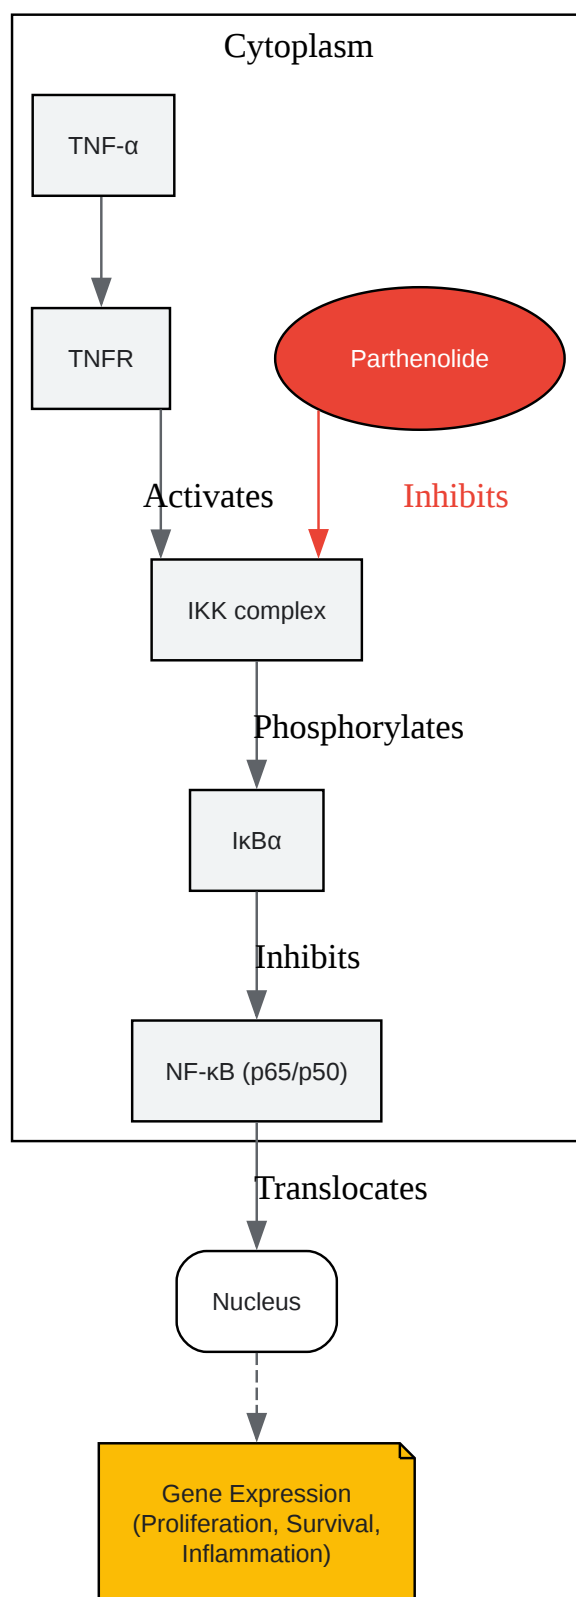 Cytoplasm
TNF-α
TNFR
Parthenolide
Activates
Inhibits
IKK complex
Phosphorylates
IκBα
Inhibits
NF-κB (p65/p50)
Translocates
Nucleus
Gene Expression
(Proliferation, Survival,
Inflammation)